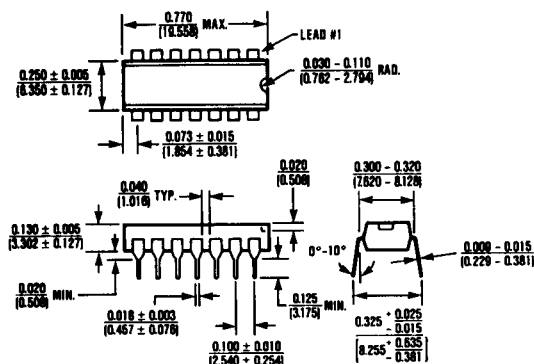 0.770
(19.558) MAX.
LEAD #1
0.250 ± 0.005
(6.350 ± 0.127)
0.030 – 0.110
(0.762 – 2.794) RAD.
0.073 ± 0.015
(1.854 ± 0.381)
0.020
(0.508)
0.300 – 0.320
(7.620 – 8.128)
0.040
(1.016) TYP.
0.130 ± 0.005
(3.302 ± 0.127)
0°–10°
0.009 – 0.015
(0.229 – 0.381)
0.020
(0.508) MIN.
0.125
(3.175) MIN.
0.018 ± 0.003
(0.457 ± 0.076)
0.100 ± 0.010
(2.540 ± 0.254)
0.325 + 0.025
– 0.015
[8.255 + 0.635
– 0.381]